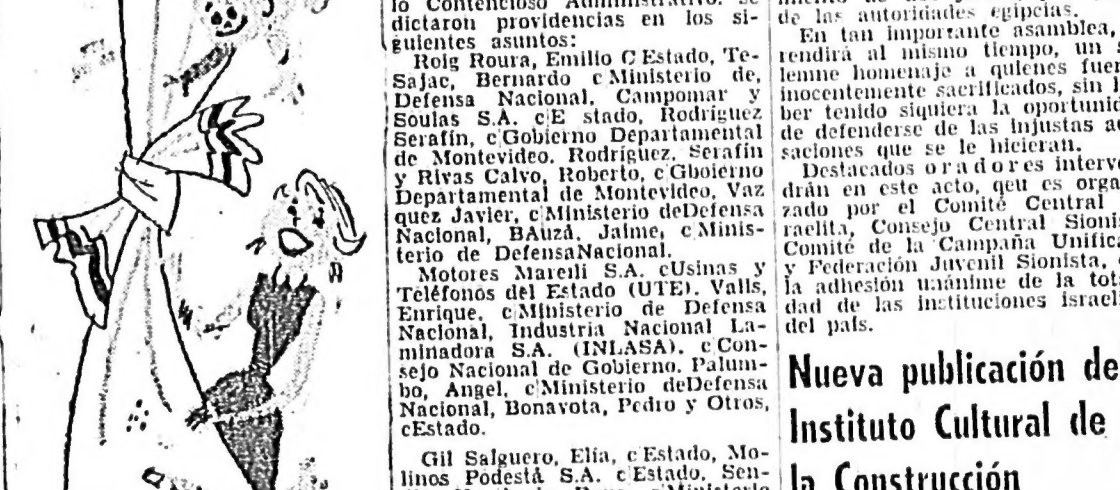 lo Contencioso Administrativo. se
dictaron providencias en los si-
guientes asuntos:
Roig Roura, Emilio C Estado, Te-
Sajac, Bernardo c Ministerio de,
Defensa Nacional, Campomar y
Soulas S.A. c|E stado, Rodríguez
Serafín, c|Gobierno Departamental
de Montevideo. Rodríguez, Serafín
y Rivas Calvo, Roberto, c|Gboierno
Departamental de Montevideo, Vaz
quez Javier, c|Ministerio deDefensa
Nacional, BAuzá, Jaime, c|Minis-
terio de DefensaNacional.
Motores Marelli S.A. cUsinas y
Teléfonos del Estado (UTE). Valls,
Enrique, c|Ministerio de Defensa
Nacional, Industria Nacional La-
minadora S.A. (INLASA). c|Con-
sejo Nacional de Gobierno. Palum-
bo, Angel, c|Ministerio deDefensa
Nacional, Bonavota, Pedro y Otros,
cEstado.
Gil Salguero, Elía, c|Estado, Mo-
linos Podestá S.A. c|Estado, Sen-
de las autoridades egipcias.
En tan importante asamblea,
rendirá al mismo tiempo, un
lemne homenaje a quienes fuer
inocentemente sacrificados, sin
ber tenido siquiera la oportunid
de defenderse de las injustas a
saciones que se le hicieran.
Destacados oradores interv
drán en este acto, qeu es orga
zado por el Comité Central
raelita, Consejo Central Sioni
Comité de la Campaña Unifica
y Federación Juvenil Sionista,
la adhesión unánime de la tot
dad de las instituciones israel
del país.
Nueva publicación de
Instituto Cultural de
la Construcción